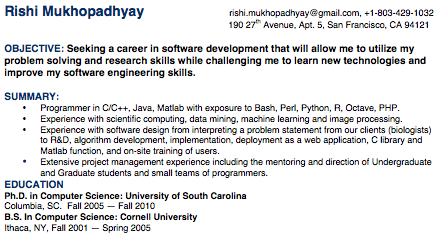 Rishi Mukhopadhyay
rishi.mukhopadhyay@gmail.com, +1-803-429-1032
190 27th Avenue, Apt. 5, San Francisco, CA 94121
OBJECTIVE: Seeking a career in software development that will allow me to utilize my
problem solving and research skills while challenging me to learn new technologies and
improve my software engineering skills.
SUMMARY:
• Programmer in C/C++, Java, Matlab with exposure to Bash, Perl, Python, R, Octave, PHP.
• Experience with scientific computing, data mining, machine learning and image processing.
• Experience with software design from interpreting a problem statement from our clients (biologists)
to R&D, algorithm development, implementation, deployment as a web application, C library and
Matlab function, and on-site training of users.
• Extensive project management experience including the mentoring and direction of Undergraduate
and Graduate students and small teams of programmers.
EDUCATION
Ph.D. in Computer Science: University of South Carolina
Columbia, SC. Fall 2005 — Fall 2010
B.S. In Computer Science: Cornell University
Ithaca, NY, Fall 2001 — Spring 2005